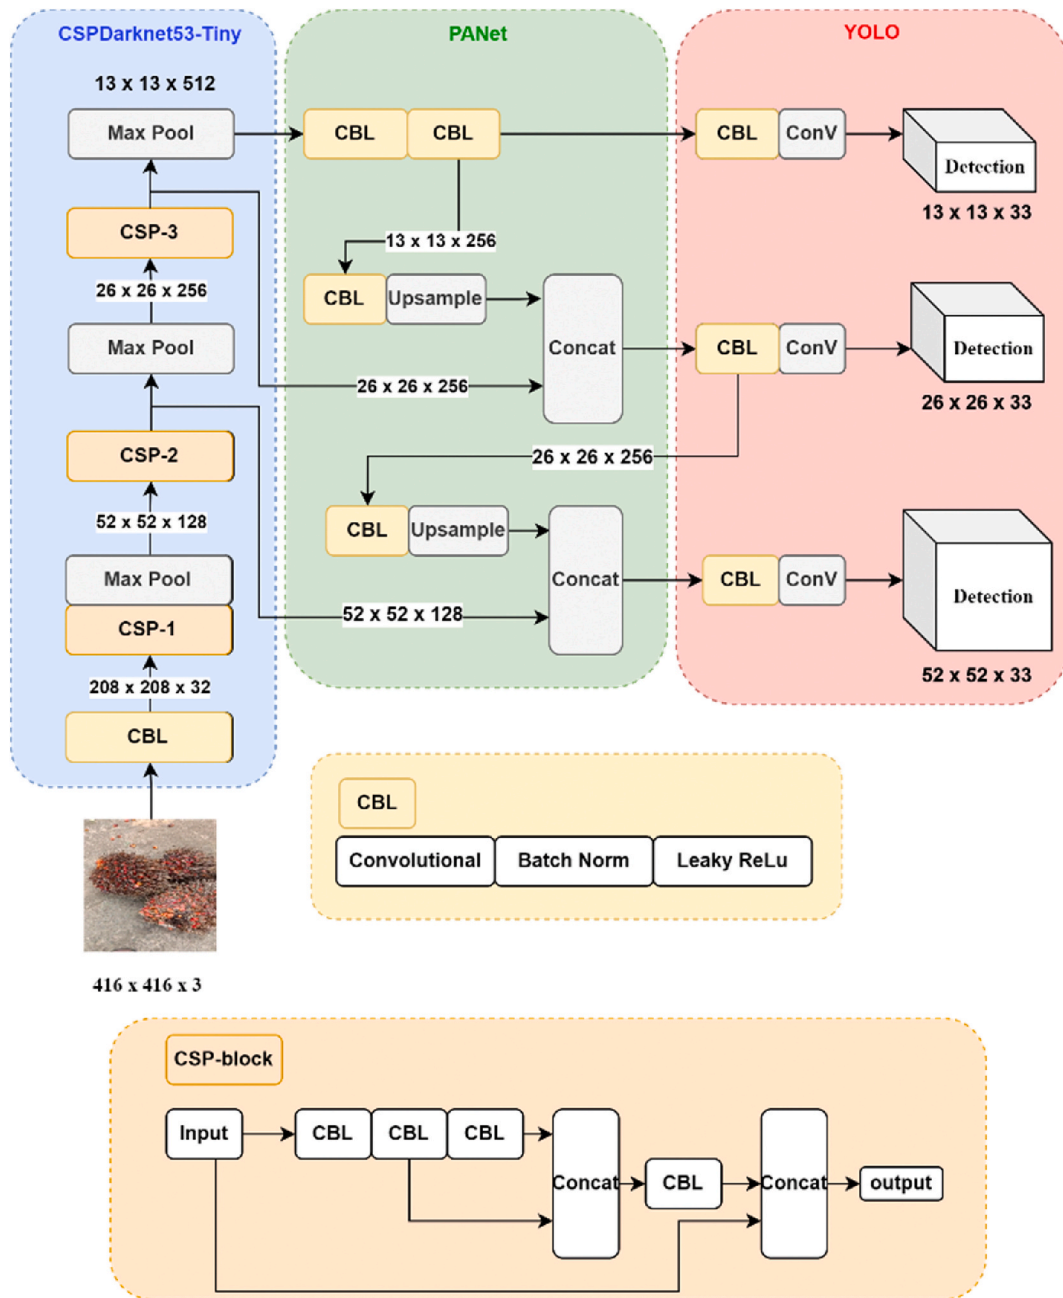 CSPDarknet53-Tiny
PANet
YOLO
13 x 13 x 512
Max Pool
CBL
CBL
CBL
ConV
Detection
13 x 13 x 33
CSP-3
13 x 13 x 256
26 x 26 x 256
CBL
Upsample
Max Pool
Concat
CBL
ConV
Detection
26 x 26 x 256
26 x 26 x 33
CSP-2
26 x 26 x 256
52 x 52 x 128
CBL
Upsample
Max Pool
Concat
CBL
ConV
Detection
CSP-1
52 x 52 x 128
208 x 208 x 32
52 x 52 x 33
CBL
CBL
Convolutional
Batch Norm
Leaky ReLu
416 x 416 x 3
CSP-block
Input
CBL
CBL
CBL
Concat
CBL
Concat
output